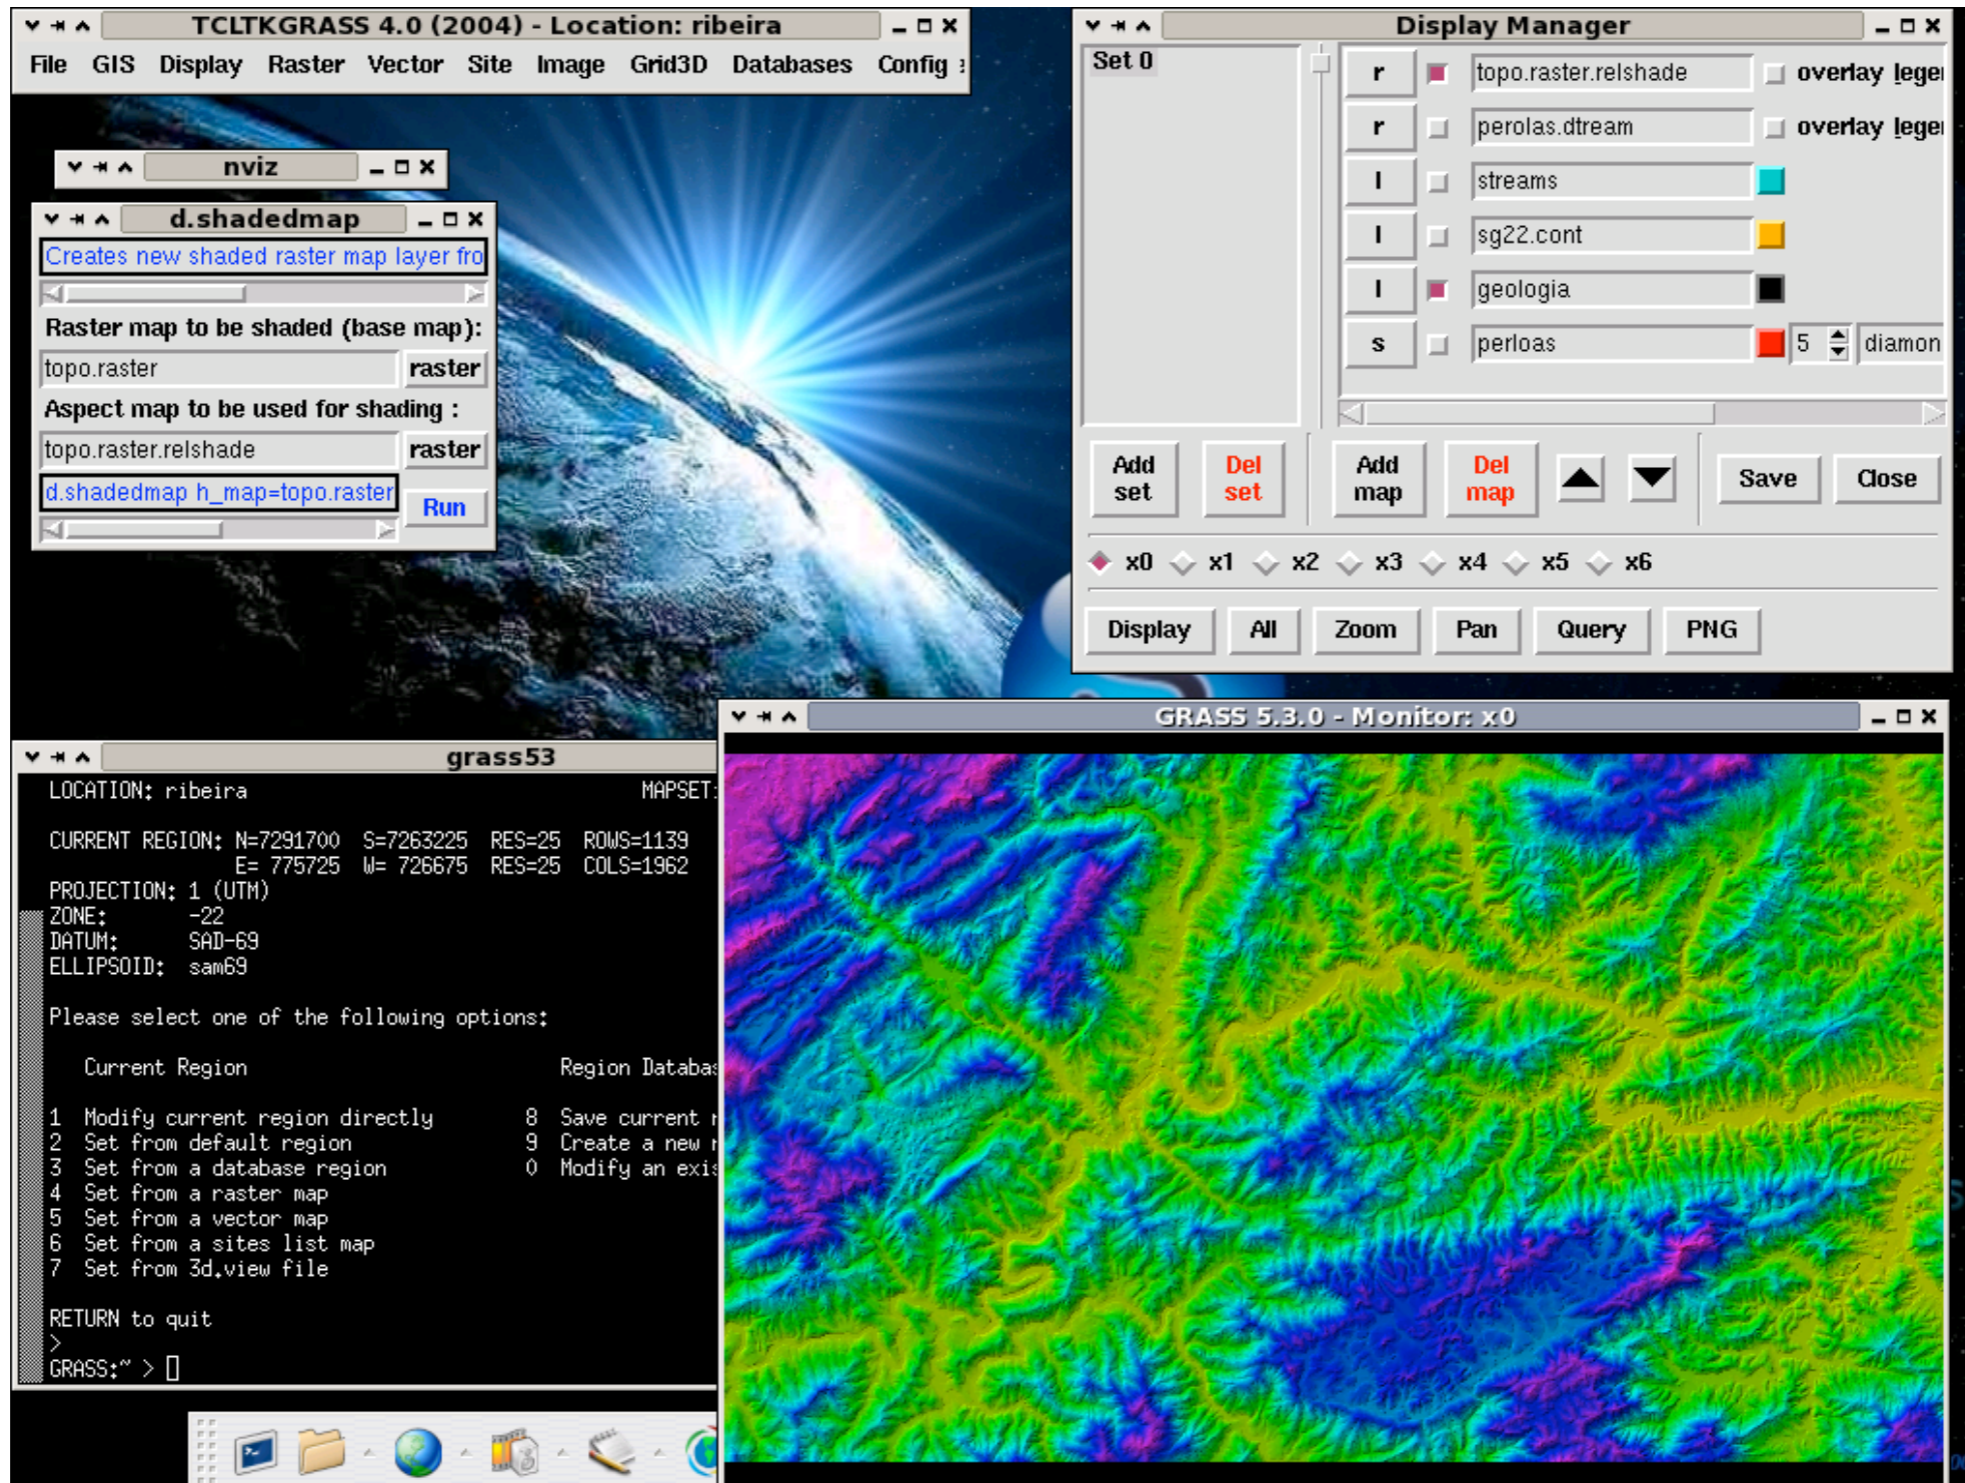 TCLTKGRASS 4.0 (2004) - Location: ribeira
File GIS Display Raster Vector Site Image Grid3D Databases Config
nviz
d.shadedmap
Creates new shaded raster map layer fro
Raster map to be shaded (base map):
topo.raster raster
Aspect map to be used for shading :
topo.raster.relshade raster
d.shadedmap h_map=topo.raster
Run
Display Manager
Set 0
r topo.raster.relshade overlay lege
r perolas.dtream overlay lege
l streams
l sg22.cont
l geologia
s perloas 5 diamon
Add set Del set Add map Del map Save Close
x0 x1 x2 x3 x4 x5 x6
Display All Zoom Pan Query PNG
grass53
LOCATION: ribeira MAPSET:
CURRENT REGION: N=7291700 S=7263225 RES=25 ROWS=1139
E= 775725 W= 726675 RES=25 COLS=1962
PROJECTION: 1 (UTM)
ZONE: -22
DATUM: SAD-69
ELLIPSOID: sam69
Please select one of the following options:
Current Region Region Databas
1 Modify current region directly 8 Save current r
2 Set from default region 9 Create a new r
3 Set from a database region 0 Modify an exis
4 Set from a raster map
5 Set from a vector map
6 Set from a sites list map
7 Set from 3d.view file
RETURN to quit
>
GRASS:~ >
GRASS 5.3.0 - Monitor: x0